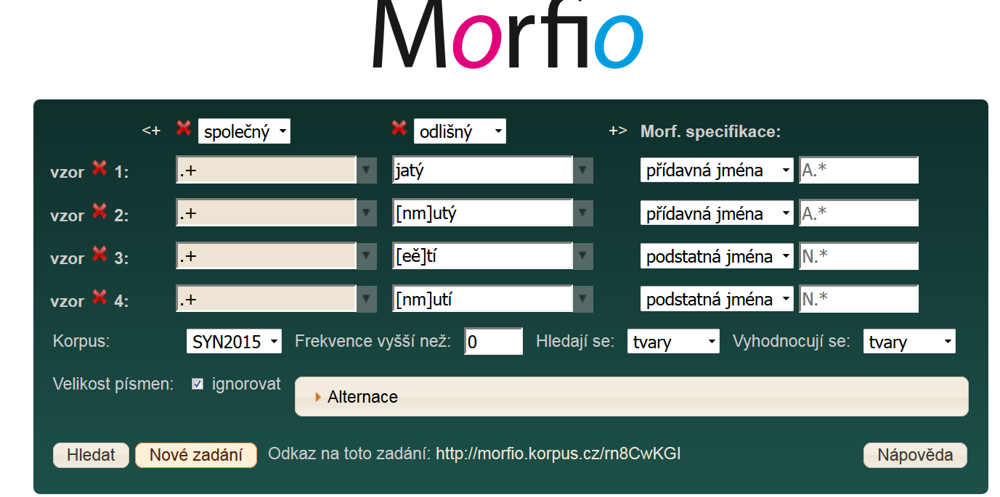 Morfio
<+ společný odlišný +> Morf. specifikace:
vzor 1: .+ jatý přídavná jména A.*
vzor 2: .+ [nm]utý přídavná jména A.*
vzor 3: .+ [eě]tí podstatná jména N.*
vzor 4: .+ [nm]utí podstatná jména N.*
Korpus: SYN2015 Frekvence vyšší než: 0 Hledají se: tvary Vyhodnocují se: tvary
Velikost písmen: ignorovat Alternace
Hledat Nové zadání Odkaz na toto zadání: http://morfio.korpus.cz/rn8CwKGI Nápověda